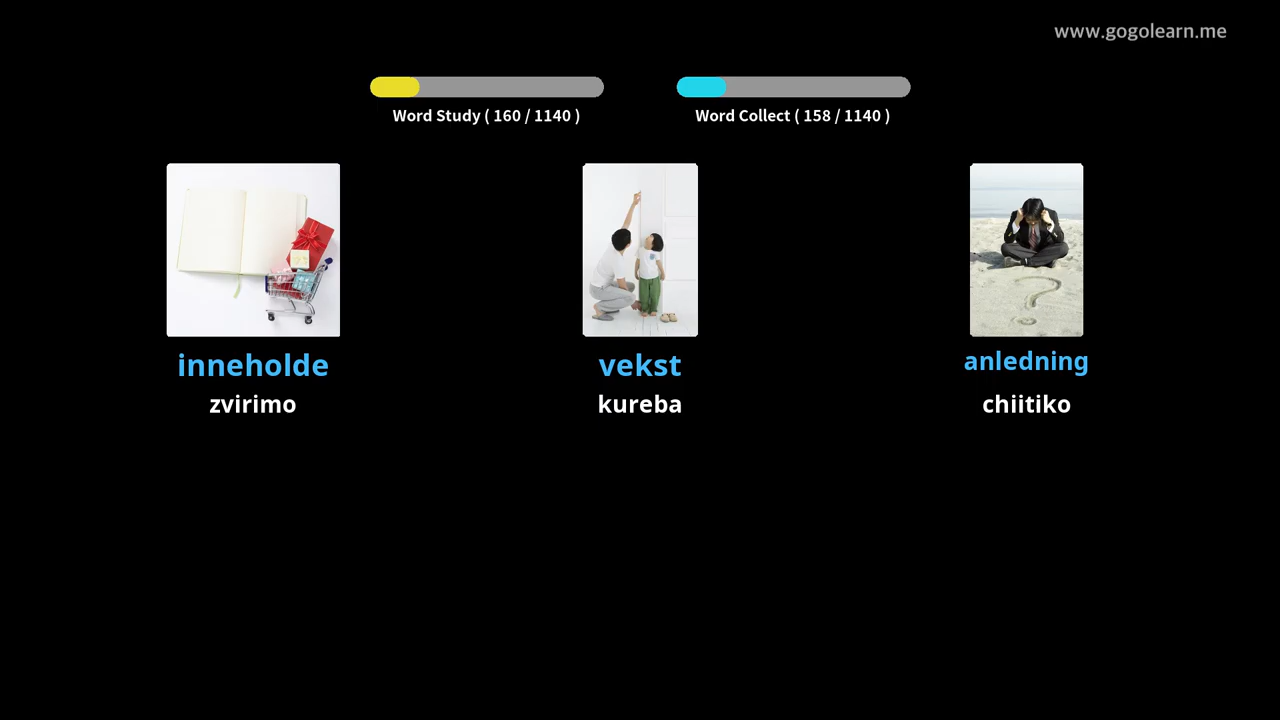 www.gogolearn.me
Word Study ( 160 / 1140 )
Word Collect ( 158 / 1140 )
inneholde
zvirimo
vekst
kureba
anledning
chiitiko